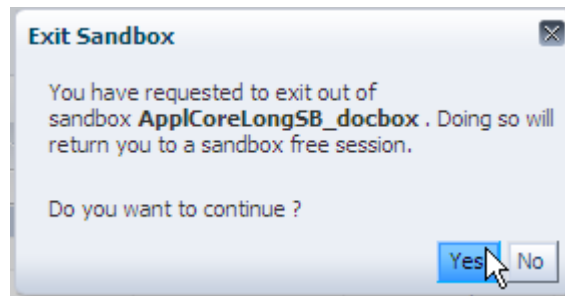 Exit Sandbox
You have requested to exit out of
sandbox ApplCoreLongSB_docbox . Doing so will
return you to a sandbox free session.
Do you want to continue ?
Yes No